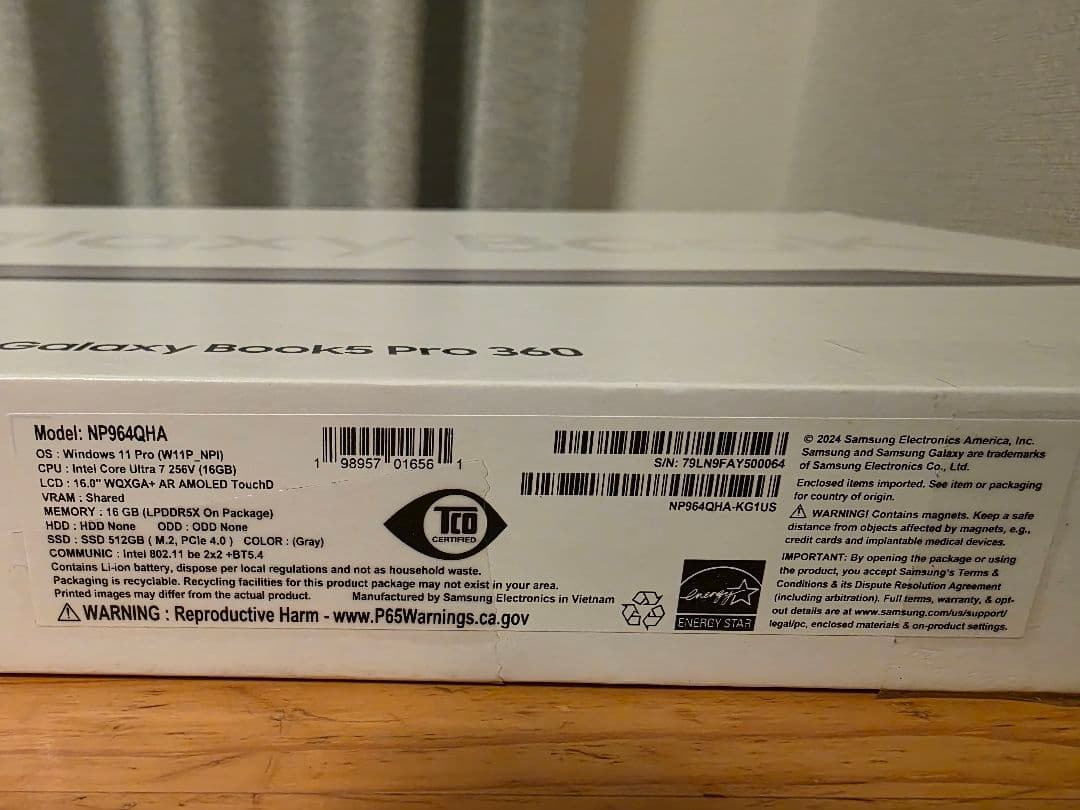 Galaxy Book5 Pro 360
Model: NP964QHA
OS : Windows 11 Pro (W11P_NPI)
CPU : Intel Core Ultra 7 256V (16GB)
LCD : 16.0" WQXGA+ AR AMOLED TouchD
VRAM : Shared
MEMORY : 16 GB (LPDDR5X On Package)
HDD : HDD None ODD : ODD None
SSD : SSD 512GB ( M.2, PCIe 4.0 ) COLOR : (Gray)
COMMUNIC : Intel 802.11 be 2x2 +BT5.4
Contains Li-ion battery, dispose per local regulations and not as household waste.
Packaging is recyclable. Recycling facilities for this product package may not exist in your area.
Printed images may differ from the actual product. Manufactured by Samsung Electronics in Vietnam
⚠ WARNING : Reproductive Harm - www.P65Warnings.ca.gov
1 98957 01656 1
TCO
CERTIFIED
S/N: 79LN9FAY500064
NP964QHA-KG1US
energy
ENERGY STAR
© 2024 Samsung Electronics America, Inc.
Samsung and Samsung Galaxy are trademarks
of Samsung Electronics Co., Ltd.
Enclosed items imported. See item or packaging
for country of origin.
⚠ WARNING! Contains magnets. Keep a safe
distance from objects affected by magnets, e.g.,
credit cards and implantable medical devices.
IMPORTANT: By opening the package or using
the product, you accept Samsung's Terms &
Conditions & its Dispute Resolution Agreement
(including arbitration). Full terms, warranty, & opt-
out details are at www.samsung.com/us/support/
legal/pc, enclosed materials & on-product settings.